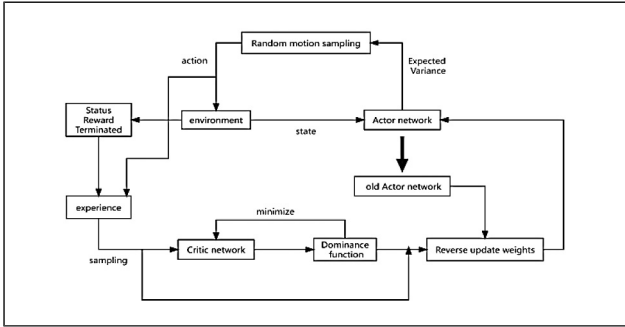 Random motion sampling
action
Expected
Variance
Status
Reward
Terminated
environment
Actor network
state
old Actor network
experience
minimize
sampling
Critic network
Dominance
function
Reverse update weights